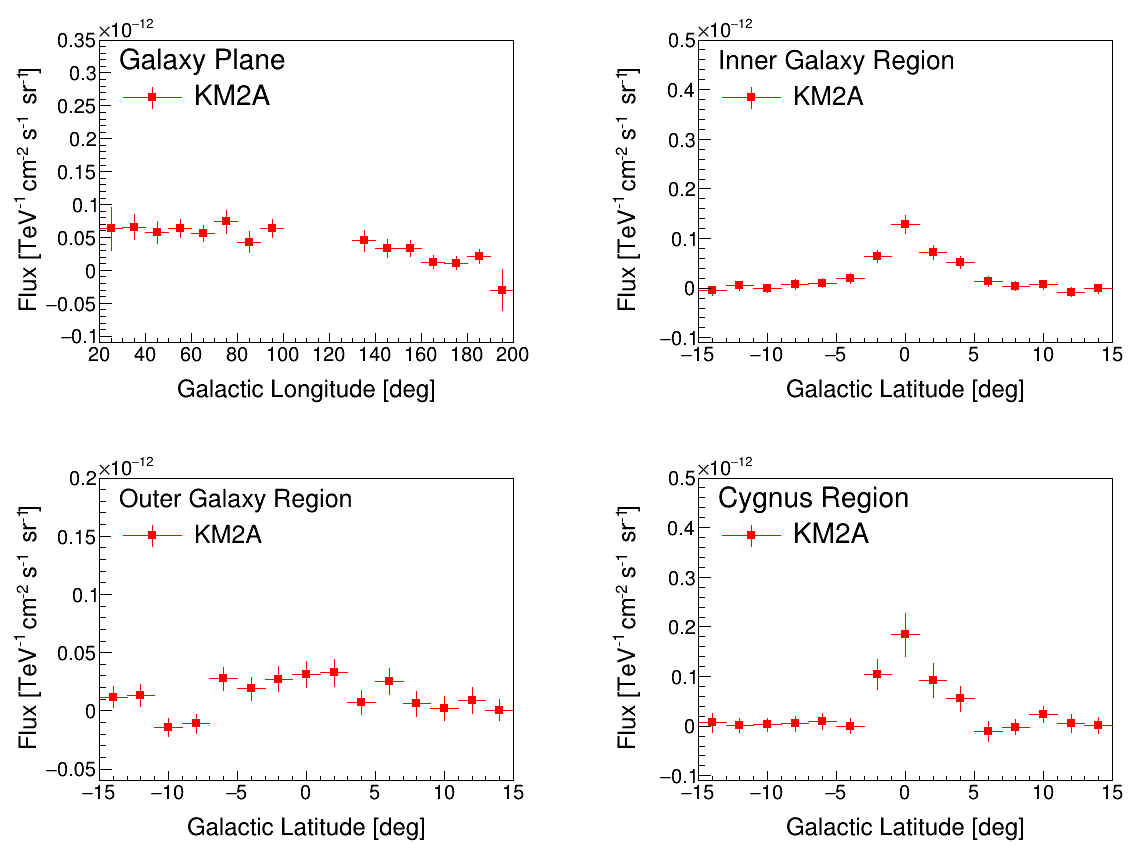 ×10⁻¹²
Galaxy Plane
KM2A
Flux [TeV⁻¹ cm⁻² s⁻¹ sr⁻¹]
0.35
0.3
0.25
0.2
0.15
0.1
0.05
0
−0.05
−0.1
20 40 60 80 100 120 140 160 180 200
Galactic Longitude [deg]
×10⁻¹²
Inner Galaxy Region
KM2A
Flux [TeV⁻¹ cm⁻² s⁻¹ sr⁻¹]
0.5
0.4
0.3
0.2
0.1
0
−0.1
−15 −10 −5 0 5 10 15
Galactic Latitude [deg]
×10⁻¹²
Outer Galaxy Region
KM2A
Flux [TeV⁻¹ cm⁻² s⁻¹ sr⁻¹]
0.2
0.15
0.1
0.05
0
−0.05
−15 −10 −5 0 5 10 15
Galactic Latitude [deg]
×10⁻¹²
Cygnus Region
KM2A
Flux [TeV⁻¹ cm⁻² s⁻¹ sr⁻¹]
0.5
0.4
0.3
0.2
0.1
0
−0.1
−15 −10 −5 0 5 10 15
Galactic Latitude [deg]